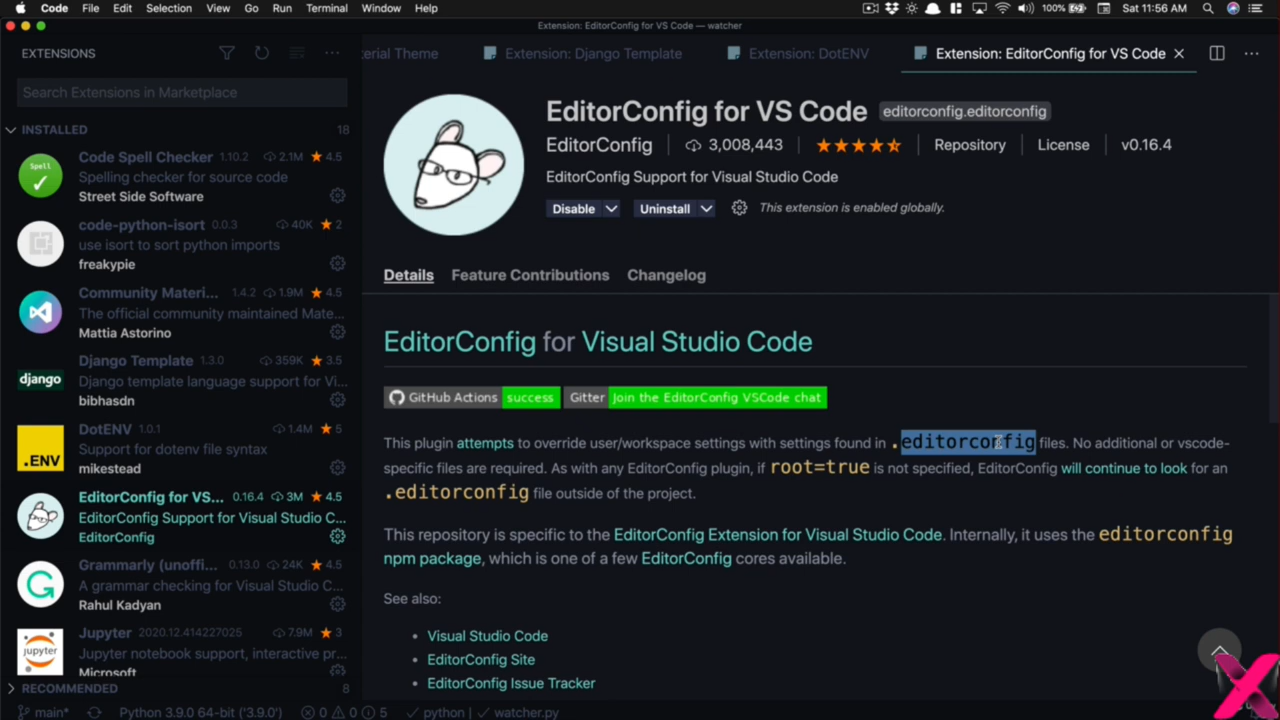 Code File Edit Selection View Go Run Terminal Window Help 100% Sat 11:56 AM
Extension: EditorConfig for VS Code — watcher
EXTENSIONS
erial Theme Extension: Django Template Extension: DotENV Extension: EditorConfig for VS Code
Search Extensions in Marketplace
INSTALLED 18
Spell
Code Spell Checker 1.10.2 2.1M 4.5
Spelling checker for source code
Street Side Software
code-python-isort 0.0.3 40K 2
use isort to sort python imports
freakypie
Community Materi... 1.4.2 1.9M 4.5
The official community maintained Mate...
Mattia Astorino
django
Django Template 1.3.0 359K 3.5
Django template language support for Vi...
bibhasdn
.ENV
DotENV 1.0.1 2.4M 5
Support for dotenv file syntax
mikestead
EditorConfig for VS... 0.16.4 3M 4.5
EditorConfig Support for Visual Studio C...
EditorConfig
Grammarly (unoffi... 0.13.0 24K 4.5
A grammar checking for Visual Studio C...
Rahul Kadyan
jupyter
Jupyter 2020.12.414227025 7.9M 3
Jupyter notebook support, interactive pr...
Microsoft
RECOMMENDED 8
EditorConfig for VS Code editorconfig.editorconfig
EditorConfig 3,008,443 Repository License v0.16.4
EditorConfig Support for Visual Studio Code
Disable Uninstall This extension is enabled globally.
Details Feature Contributions Changelog
EditorConfig for Visual Studio Code
GitHub Actions success Gitter Join the EditorConfig VSCode chat
This plugin attempts to override user/workspace settings with settings found in .editorconfig files. No additional or vscode-
specific files are required. As with any EditorConfig plugin, if root=true is not specified, EditorConfig will continue to look for an
.editorconfig file outside of the project.
This repository is specific to the EditorConfig Extension for Visual Studio Code. Internally, it uses the editorconfig
npm package, which is one of a few EditorConfig cores available.
See also:
• Visual Studio Code
• EditorConfig Site
• EditorConfig Issue Tracker
main* Python 3.9.0 64-bit ('3.9.0') 0 0 5 python | watcher.py
X